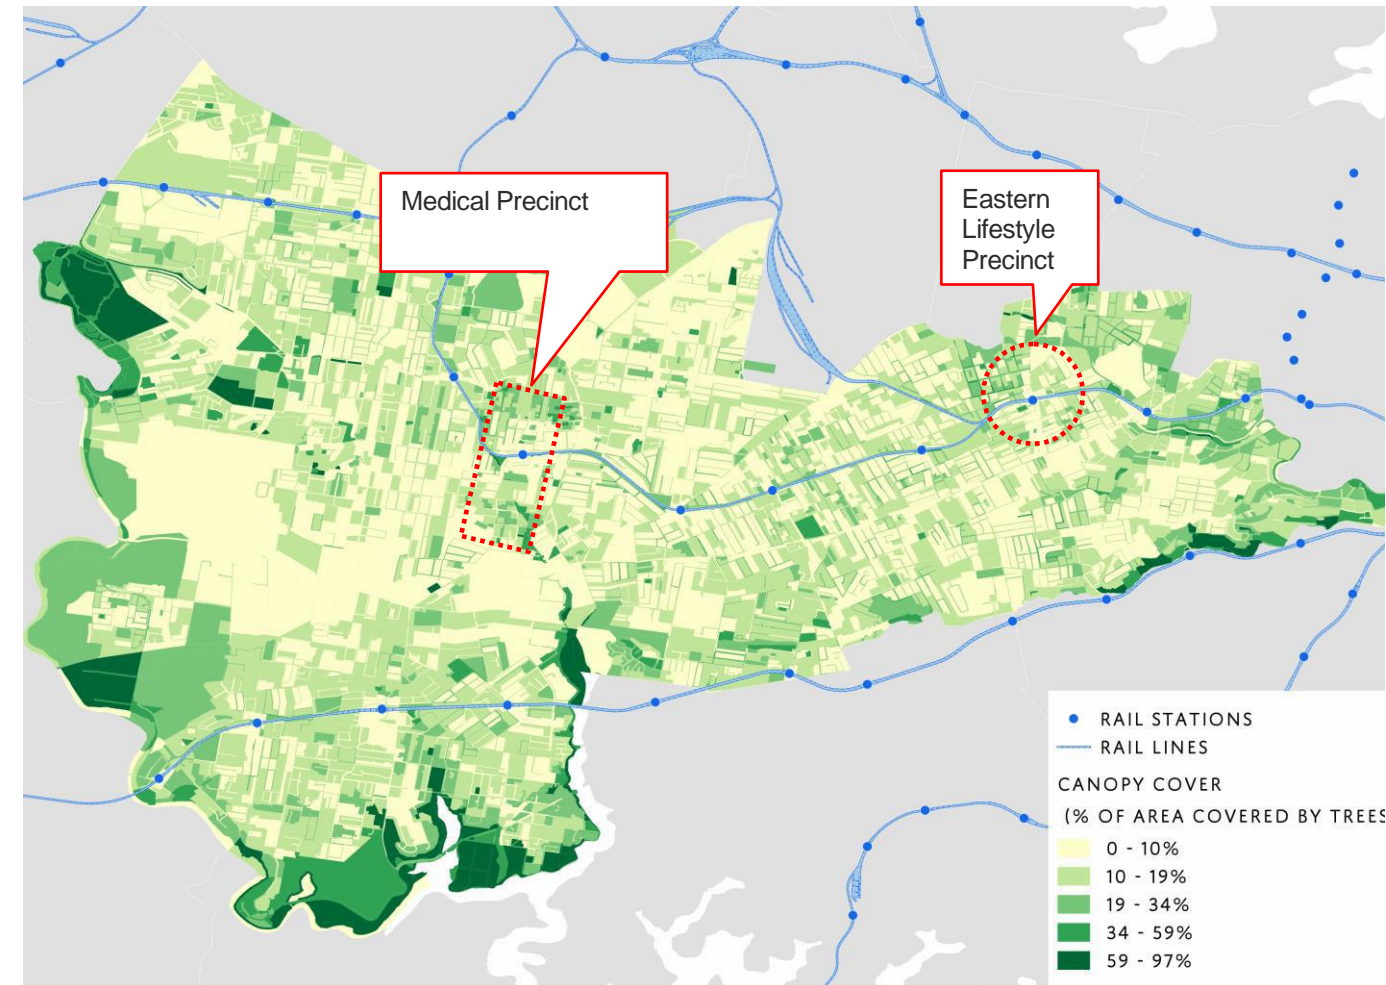 Medical Precinct
Eastern
Lifestyle
Precinct
RAIL STATIONS
RAIL LINES
CANOPY COVER
(% OF AREA COVERED BY TREES
0 - 10%
10 - 19%
19 - 34%
34 - 59%
59 - 97%